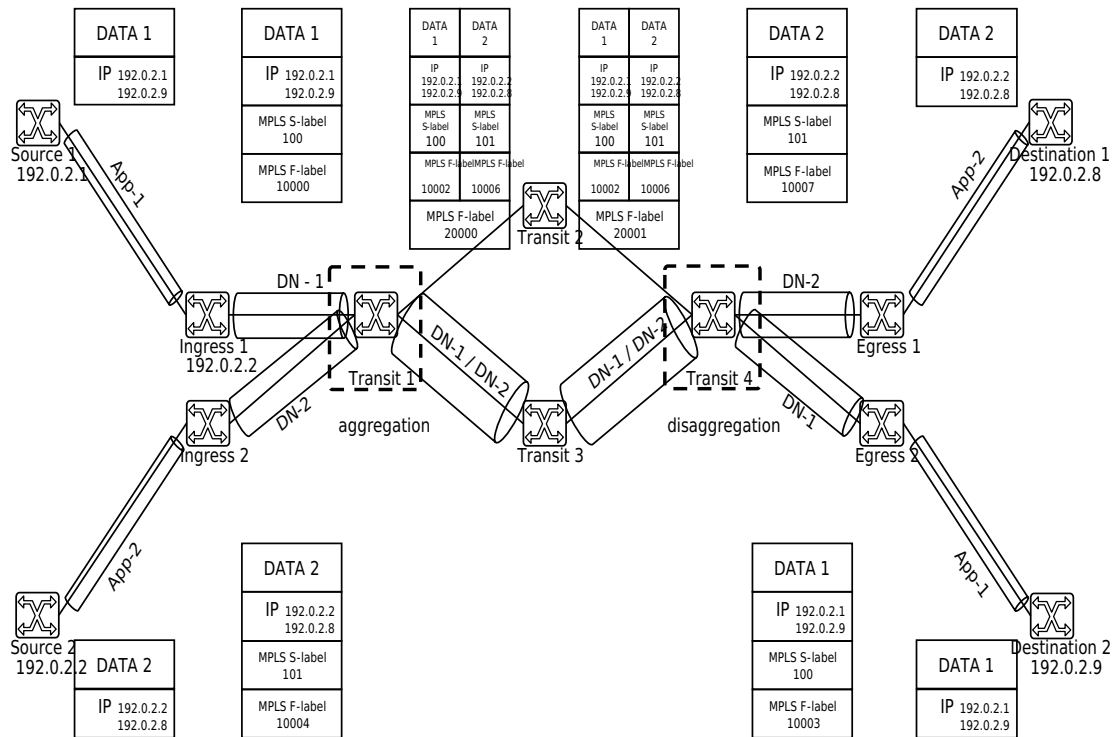 DATA 1
IP 192.0.2.1
192.0.2.9
DATA 1
IP 192.0.2.1
192.0.2.9
MPLS S-label
100
MPLS F-label
10000
DATA
1
DATA
2
IP
192.0.2.1
192.0.2.9
IP
192.0.2.2
192.0.2.8
MPLS
S-label
100
MPLS
S-label
101
MPLS F-label
10002
MPLS F-label
10006
MPLS F-label
20000
DATA
1
DATA
2
IP
192.0.2.1
192.0.2.9
IP
192.0.2.2
192.0.2.8
MPLS
S-label
100
MPLS
S-label
101
MPLS F-label
10002
MPLS F-label
10006
MPLS F-label
20001
DATA 2
IP 192.0.2.2
192.0.2.8
MPLS S-label
101
MPLS F-label
10007
DATA 2
IP 192.0.2.2
192.0.2.8
Source 1
192.0.2.1
App-1
Transit 2
App-2
Destination 1
192.0.2.8
DN - 1
Ingress 1
192.0.2.2
Transit 1
DN-1 / DN-2
DN-1 / DN-2
Transit 4
DN-2
Egress 1
DN-2
aggregation
Transit 3
disaggregation
DN-1
Ingress 2
Egress 2
App-2
App-1
Source 2
192.0.2.2
Destination 2
192.0.2.9
DATA 2
IP 192.0.2.2
192.0.2.8
DATA 2
IP 192.0.2.2
192.0.2.8
MPLS S-label
101
MPLS F-label
10004
DATA 1
IP 192.0.2.1
192.0.2.9
MPLS S-label
100
MPLS F-label
10003
DATA 1
IP 192.0.2.1
192.0.2.9